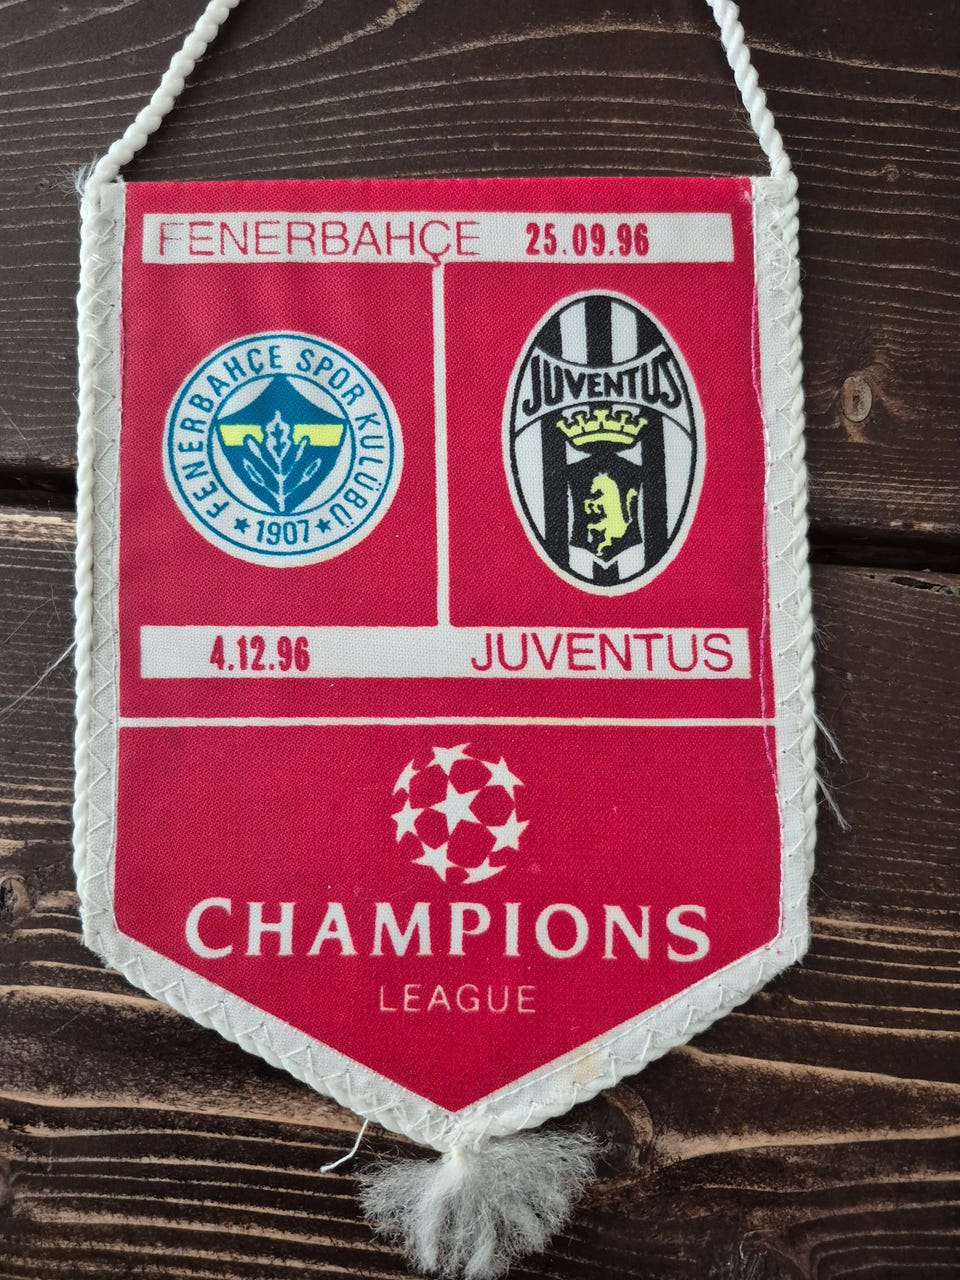 FENERBAHÇE 25.09.96
FENERBAHÇE SPOR KULÜBÜ
★1907★
JUVENTUS
4.12.96 JUVENTUS
CHAMPIONS
LEAGUE